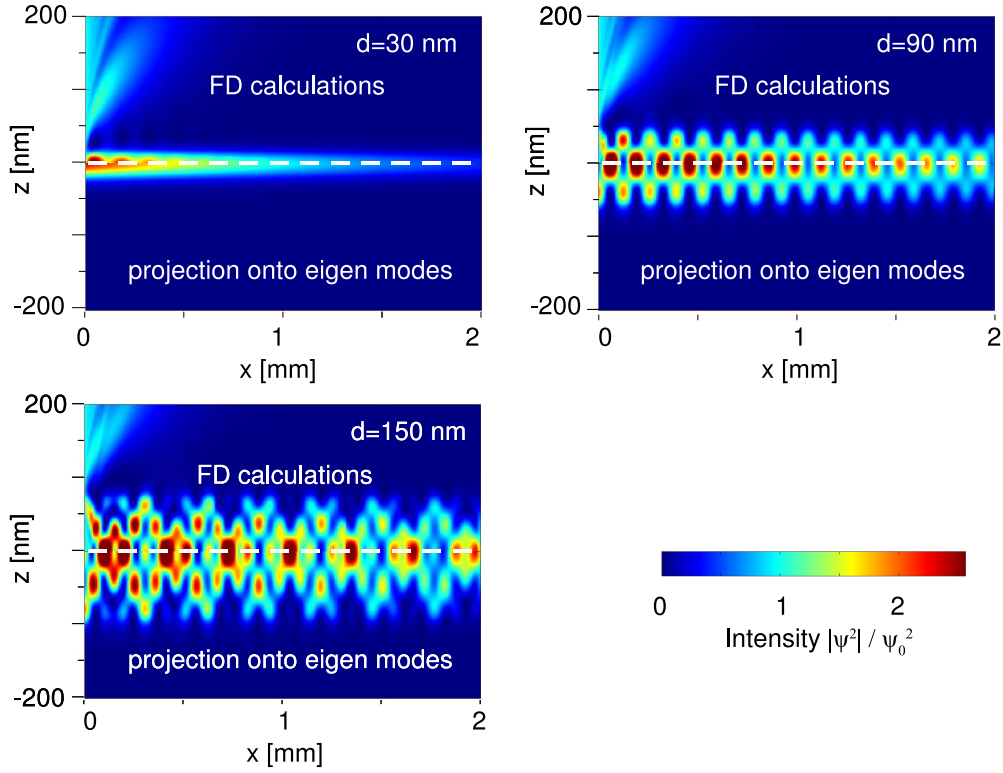 200
d=30 nm
FD calculations
z [nm]
projection onto eigen modes
-200
0
1
2
x [mm]
200
d=90 nm
FD calculations
z [nm]
projection onto eigen modes
-200
0
1
2
x [mm]
200
d=150 nm
FD calculations
z [nm]
projection onto eigen modes
-200
0
1
2
x [mm]
0
1
2
Intensity |ψ²| / ψ₀²